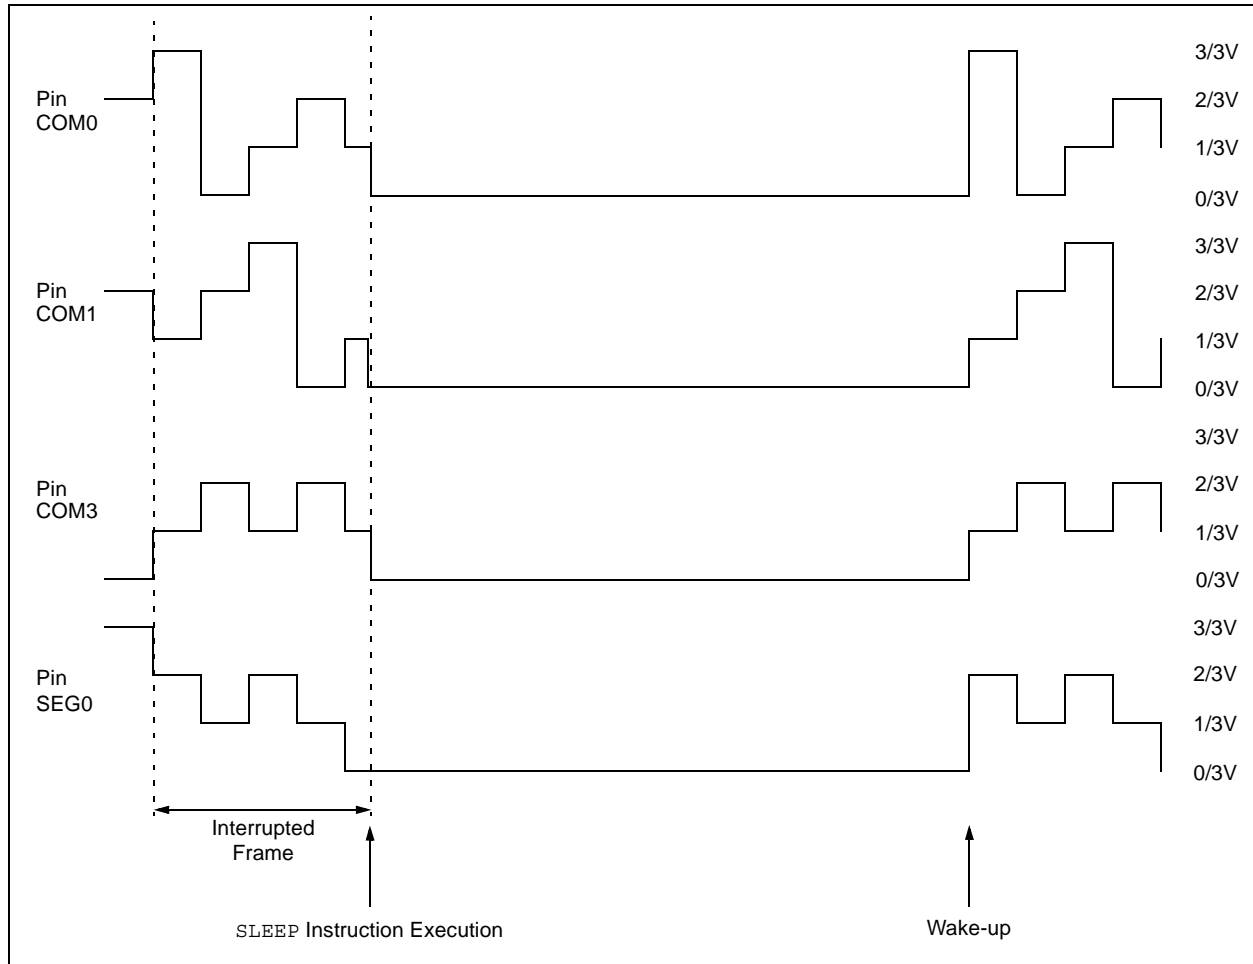 Pin
COM0
3/3V
2/3V
1/3V
0/3V
Pin
COM1
3/3V
2/3V
1/3V
0/3V
Pin
COM3
3/3V
2/3V
1/3V
0/3V
Pin
SEG0
3/3V
2/3V
1/3V
0/3V
Interrupted
Frame
SLEEP Instruction Execution
Wake-up